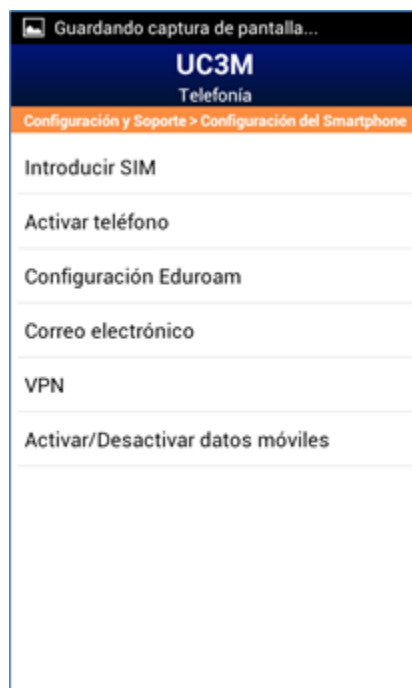 Guardando captura de pantalla...
UC3M
Telefonía
Configuración y Soporte > Configuración del Smartphone
Introducir SIM
Activar teléfono
Configuración Eduroam
Correo electrónico
VPN
Activar/Desactivar datos móviles